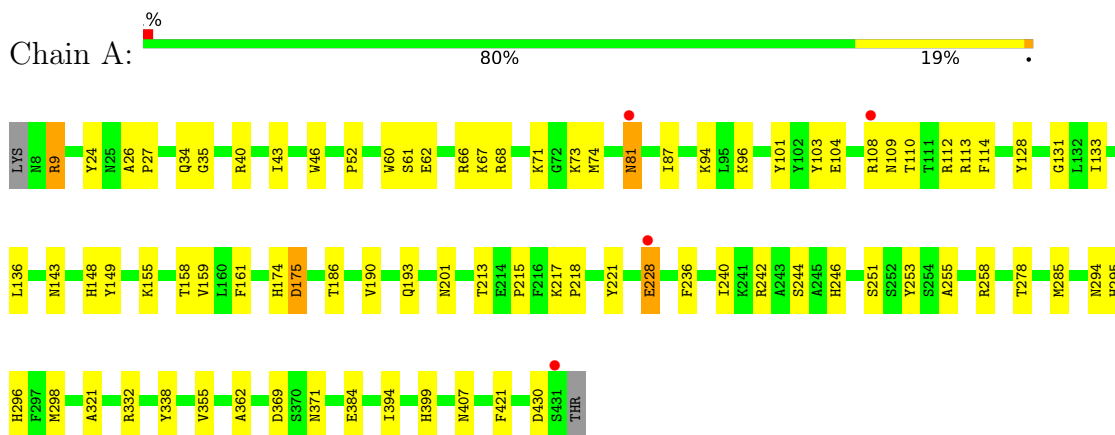 .%
Chain A:
80%
19%
•
LYS N8 R9 Y24 N25 A26 P27 Q34 G35 R40 I43 W46 P52 W60 S61 E62 R66 K67 R68 K71 G72 K73 M74 N81 I87 K94 L95 K96 Y101 Y102 Y103 E104 R108 N109 T110 T111 R112 R113 F114 Y128 G131 L132 I133
L136 N143 H148 Y149 K155 T158 V159 L160 F161 H174 D175 T186 V190 Q193 N201 T213 E214 P215 F216 K217 P218 Y221 E228 F236 I240 K241 R242 A243 S244 A245 H246 S251 S252 Y253 S254 A255 R258 T278 M285 N294 H295
H296 F297 M298 A321 R332 Y338 V355 A362 D369 S370 N371 E384 I394 H399 N407 F421 D430 S431 THR